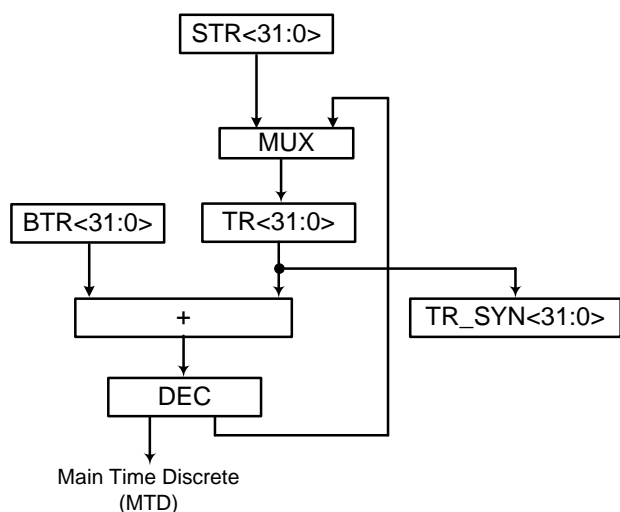 STR<31:0>
MUX
BTR<31:0>
TR<31:0>
+
TR_SYN<31:0>
DEC
Main Time Discrete
(MTD)